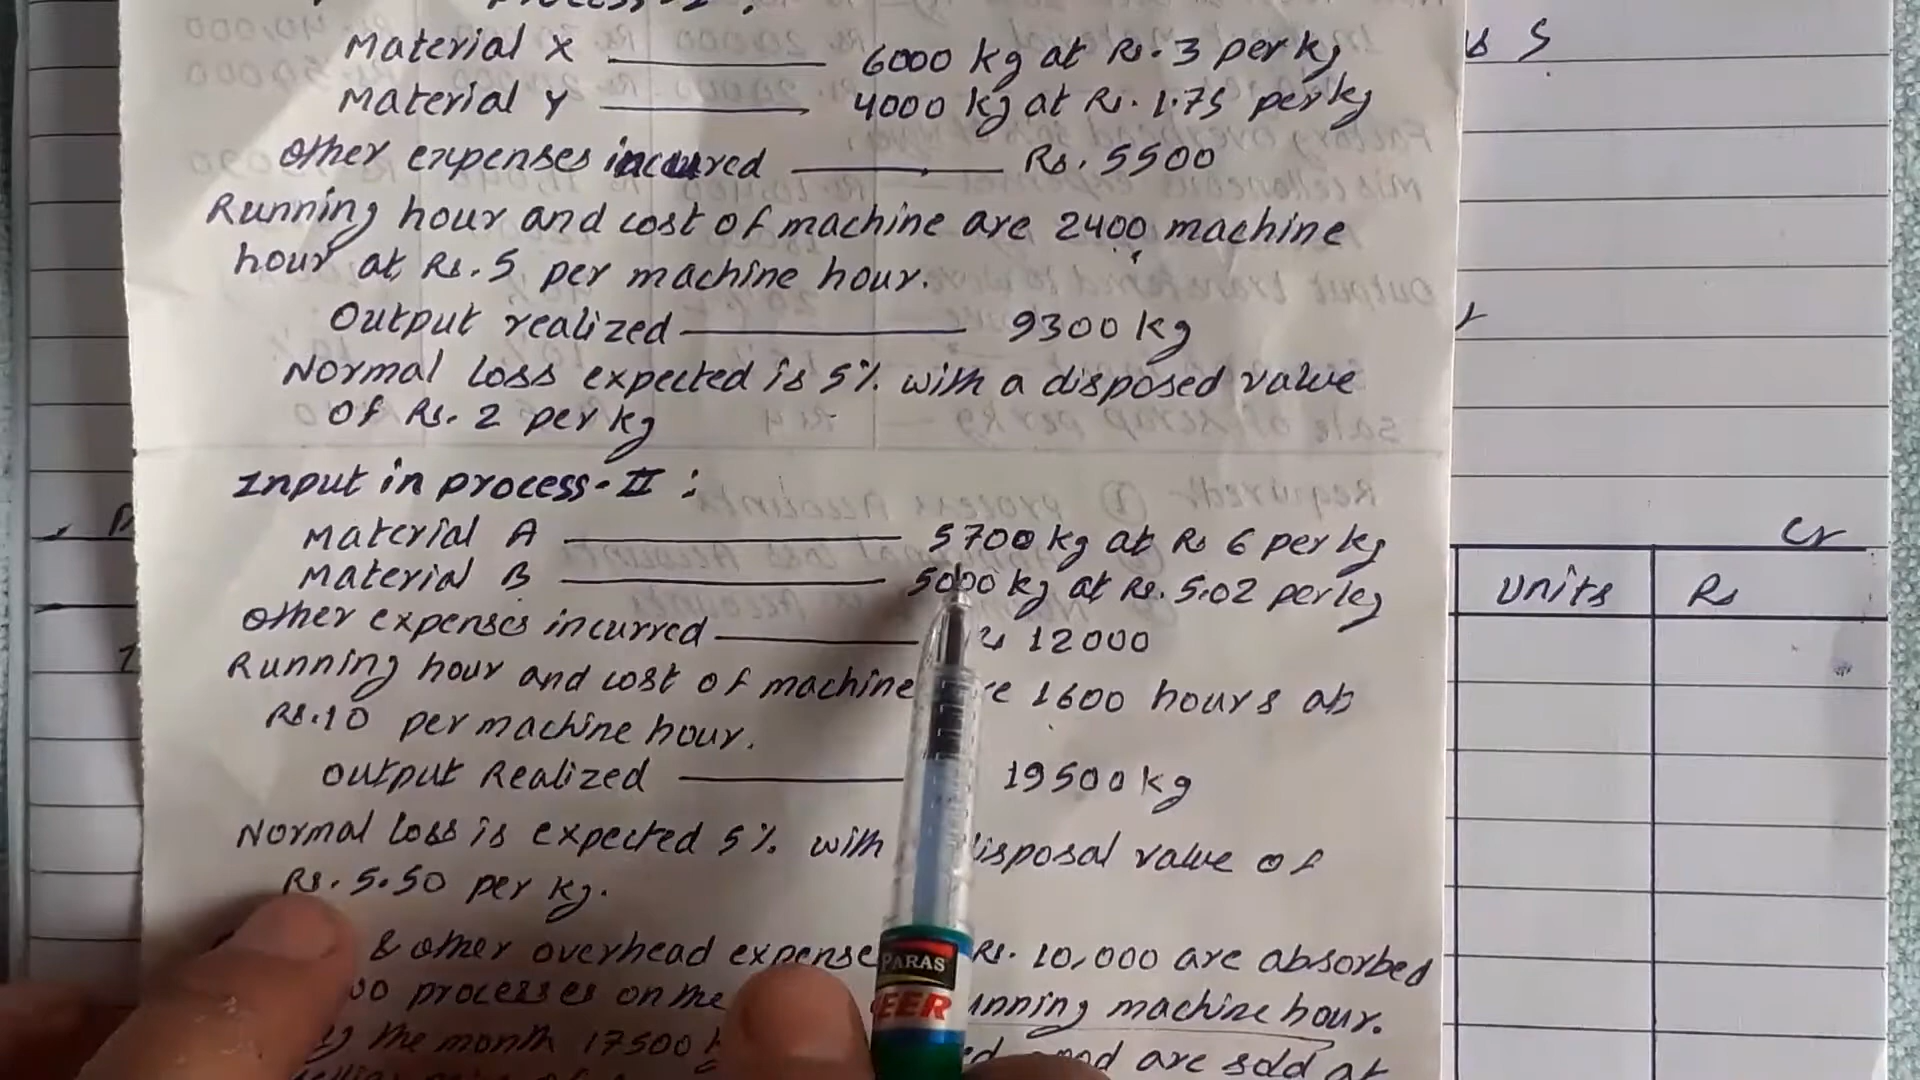 Process-I :
Material X 6000 kg at Rs. 3 per kg
Material Y 4000 kg at Rs. 1.75 per kg
Other expenses incurred Rs. 5500
Running hour and cost of machine are 2400 machine
hour at Rs. 5 per machine hour.
Output realized 9300 kg
Normal loss expected is 5% with a disposed value
of Rs. 2 per kg
Input in process-II :
Material A 5700 kg at Rs 6 per kg
Material B 5000 kg at Rs. 5.02 per kg
Other expenses incurred 12000
Running hour and cost of machine 1600 hours at
Rs. 10 per machine hour.
Output Realized 19500 kg
Normal loss is expected 5% with disposal value of
Rs. 5.50 per kg.
& other overhead expense Rs. 10,000 are absorbed
processes on the running machine hour.
the month 17500 good are sold at
Cr
Units Rs
PARAS